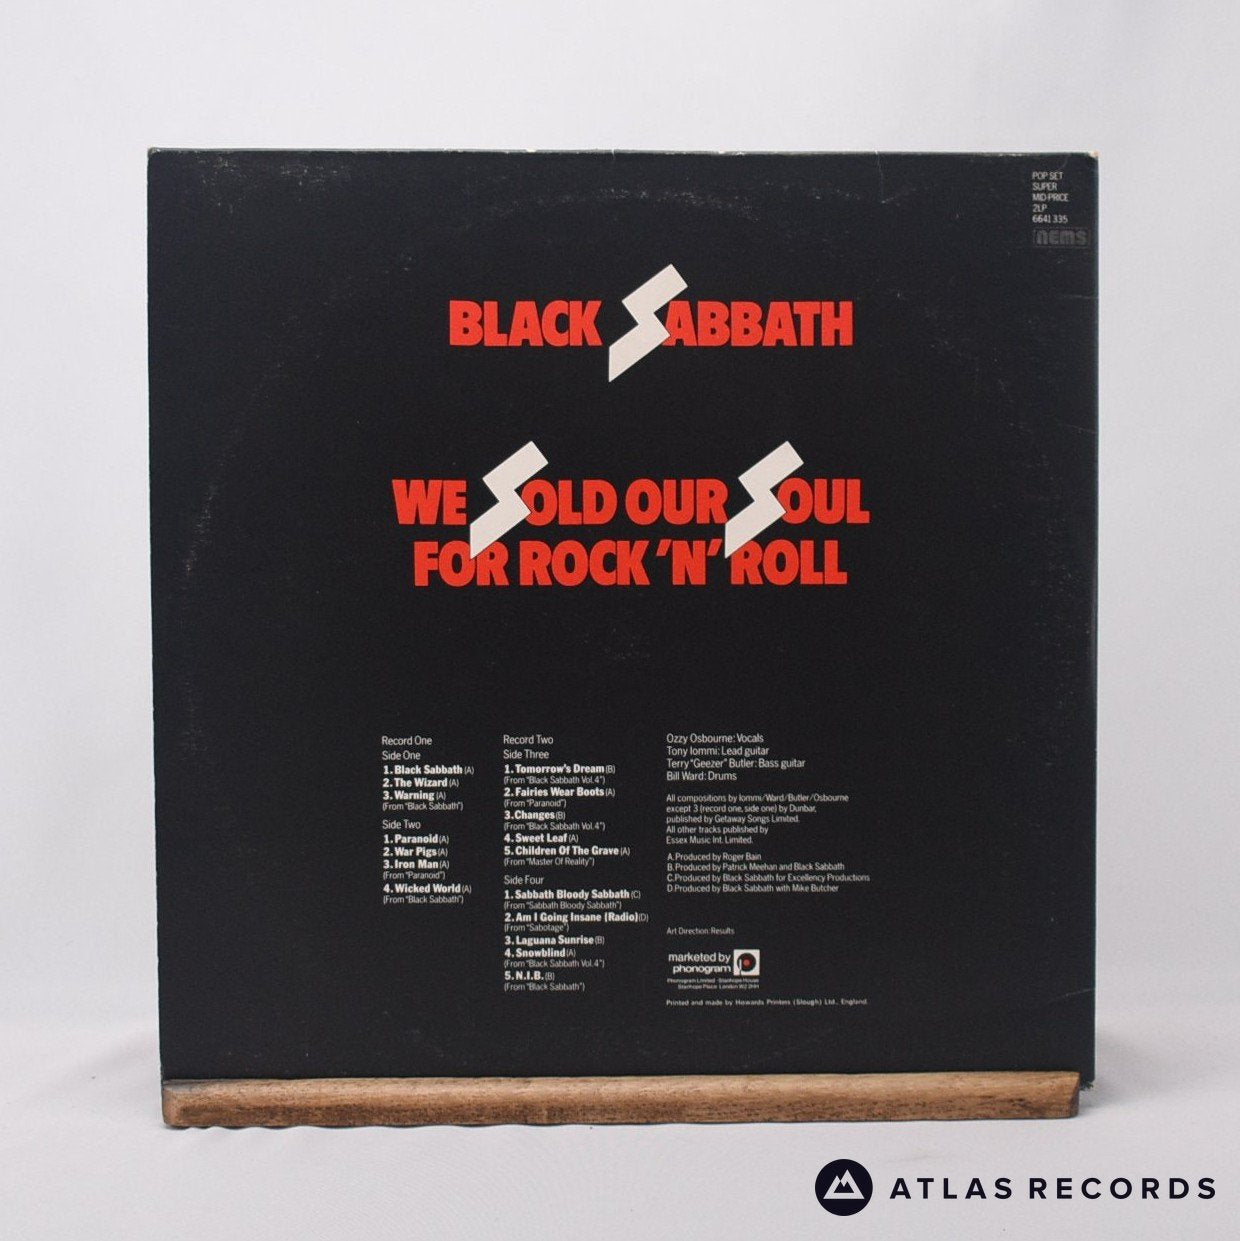 POP SET
SUPER
MID-PRICE
2LP
6641 335
nems
BLACK SABBATH
WE SOLD OUR SOUL
FOR ROCK 'N' ROLL
Record One
Side One
1. Black Sabbath (A)
2. The Wizard (A)
3. Warning (A)
(From "Black Sabbath")
Side Two
1. Paranoid (A)
2. War Pigs (A)
3. Iron Man (A)
(From "Paranoid")
4. Wicked World (A)
(From "Black Sabbath")
Record Two
Side Three
1. Tomorrow's Dream (B)
(From "Black Sabbath Vol. 4")
2. Fairies Wear Boots (A)
(From "Paranoid")
3. Changes (B)
(From "Black Sabbath Vol. 4")
4. Sweet Leaf (A)
5. Children Of The Grave (A)
(From "Master Of Reality")
Side Four
1. Sabbath Bloody Sabbath (C)
(From "Sabbath Bloody Sabbath")
2. Am I Going Insane (Radio) (D)
(From "Sabotage")
3. Laguana Sunrise (B)
4. Snowblind (A)
(From "Black Sabbath Vol. 4")
5. N.I.B. (B)
(From "Black Sabbath")
Ozzy Osbourne: Vocals
Tony Iommi: Lead guitar
Terry "Geezer" Butler: Bass guitar
Bill Ward: Drums
All compositions by Iommi/Ward/Butler/Osbourne
except 3 (record one, side one) by Dunbar,
published by Getaway Songs Limited.
All other tracks published by
Essex Music Int. Limited.
A. Produced by Roger Bain
B. Produced by Patrick Meehan and Black Sabbath
C. Produced by Black Sabbath for Excellency Productions
D. Produced by Black Sabbath with Mike Butcher
Art Direction: Results
marketed by
phonogram
Phonogram Limited · Stanhope House
Stanhope Place · London W2 2HH
Printed and made by Howards Printers (Slough) Ltd., England.
ATLAS RECORDS